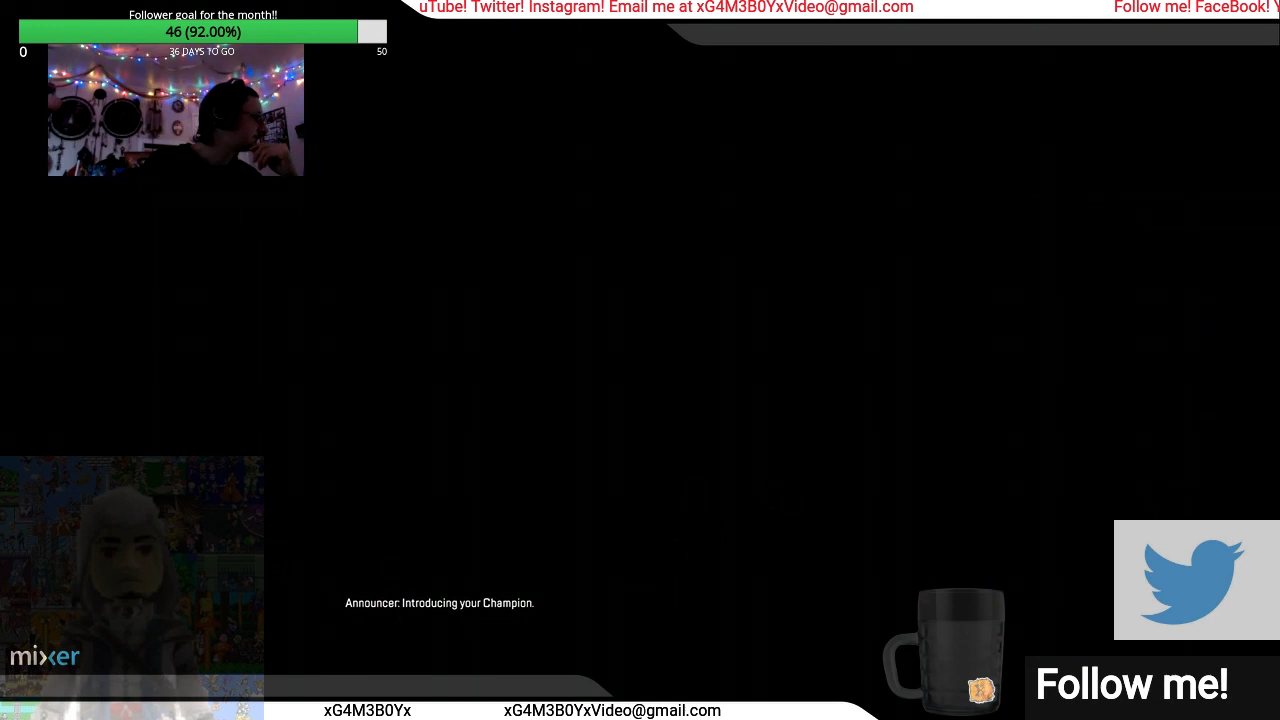 Follower goal for the month!!
46 (92.00%)
0
36 DAYS TO GO
50
uTube! Twitter! Instagram! Email me at xG4M3B0YxVideo@gmail.com
Follow me! FaceBook! Y
Announcer: Introducing your Champion.
mixer
Follow me!
xG4M3B0Yx
xG4M3B0YxVideo@gmail.com